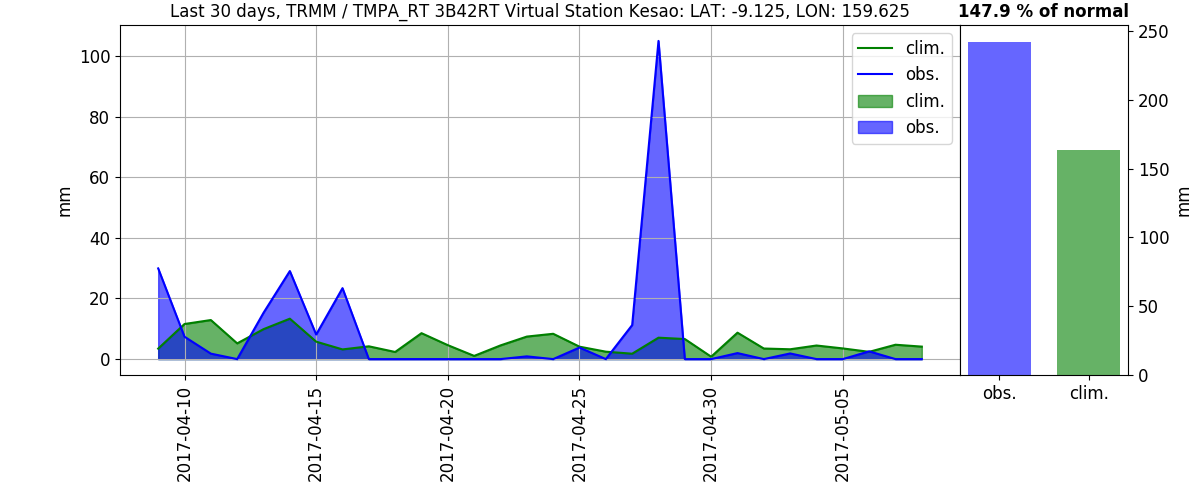 Last 30 days, TRMM / TMPA_RT 3B42RT Virtual Station Kesao: LAT: -9.125, LON: 159.625
147.9 % of normal
mm
100
80
60
40
20
0
clim.
obs.
clim.
obs.
2017-04-10
2017-04-15
2017-04-20
2017-04-25
2017-04-30
2017-05-05
250
200
150
100
50
0
mm
obs.
clim.